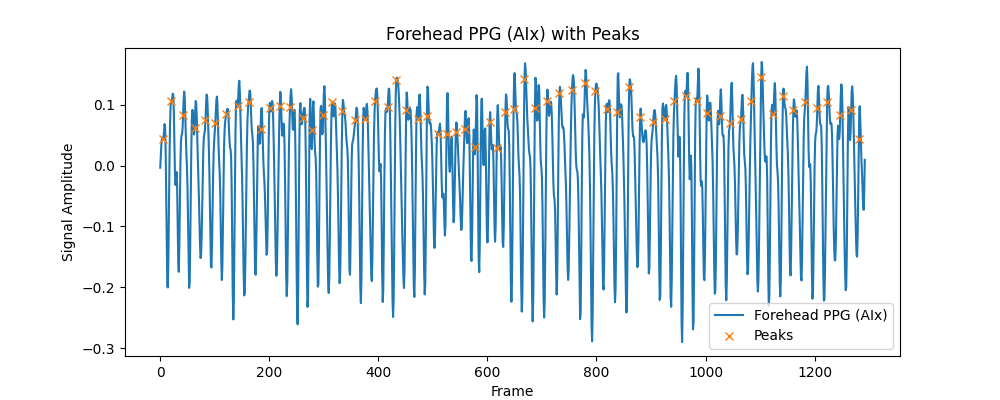 Forehead PPG (AIx) with Peaks
0.1
0.0
−0.1
−0.2
−0.3
Signal Amplitude
0 200 400 600 800 1000 1200
Frame
Forehead PPG (AIx)
Peaks